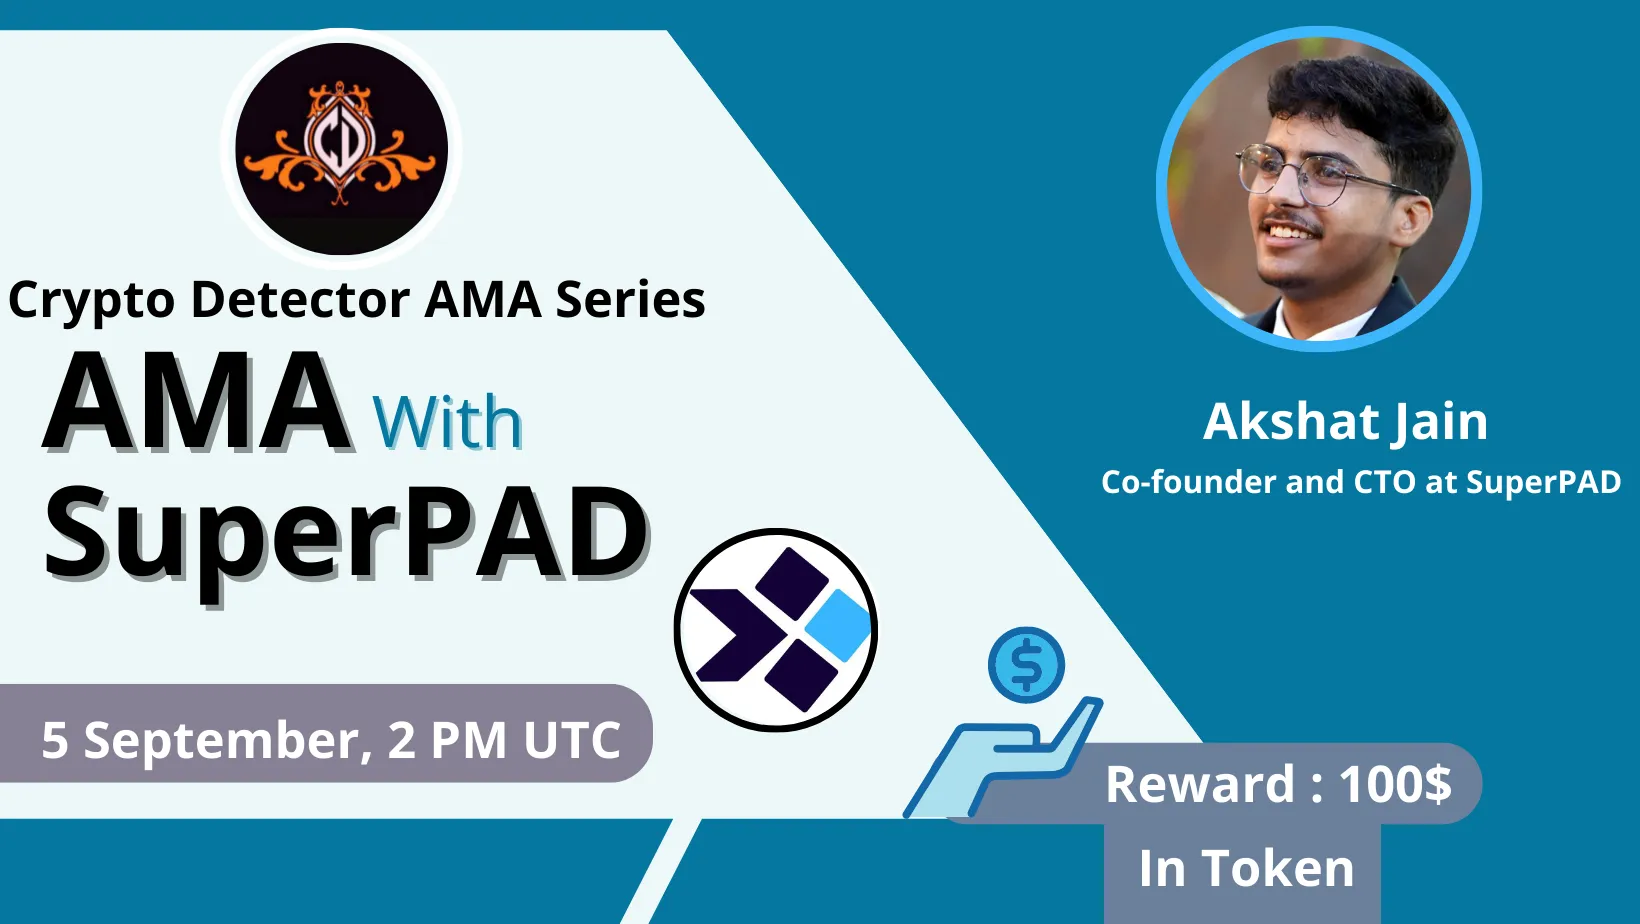 CD
Crypto Detector AMA Series
AMA With
SuperPAD
5 September, 2 PM UTC
Akshat Jain
Co-founder and CTO at SuperPAD
$
Reward : 100$
In Token